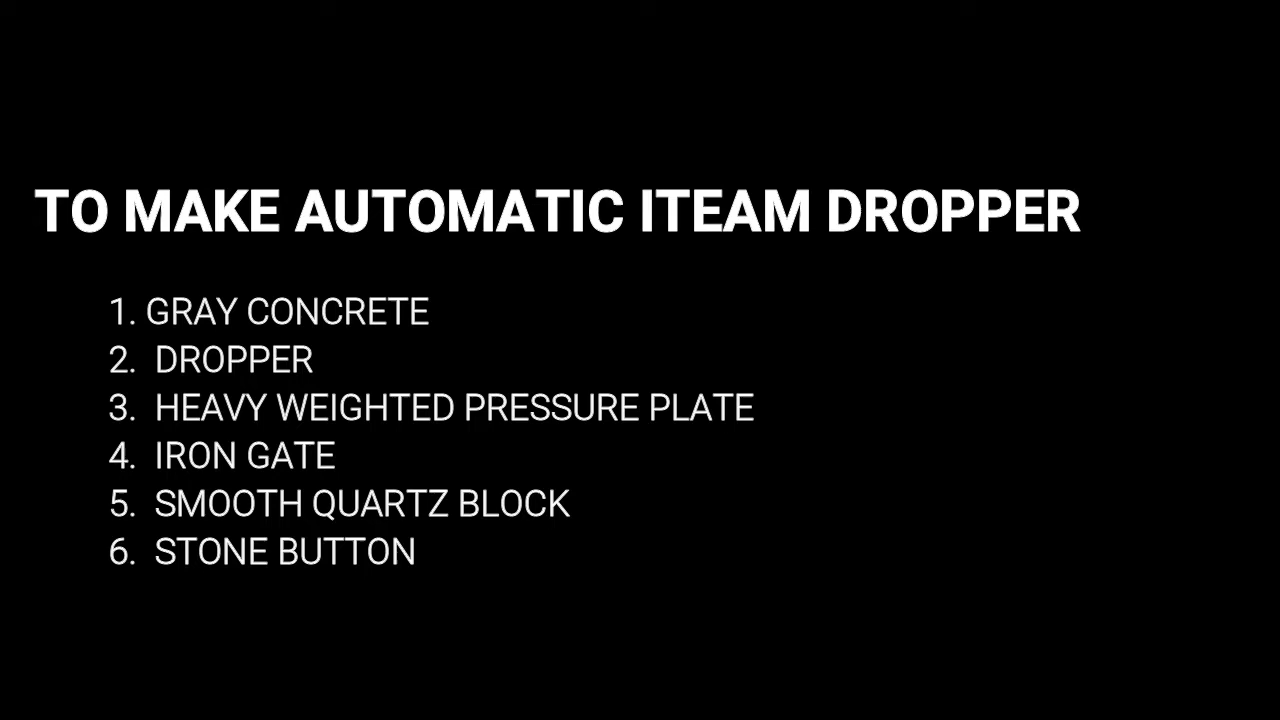 TO MAKE AUTOMATIC ITEAM DROPPER
1. GRAY CONCRETE
2. DROPPER
3. HEAVY WEIGHTED PRESSURE PLATE
4. IRON GATE
5. SMOOTH QUARTZ BLOCK
6. STONE BUTTON